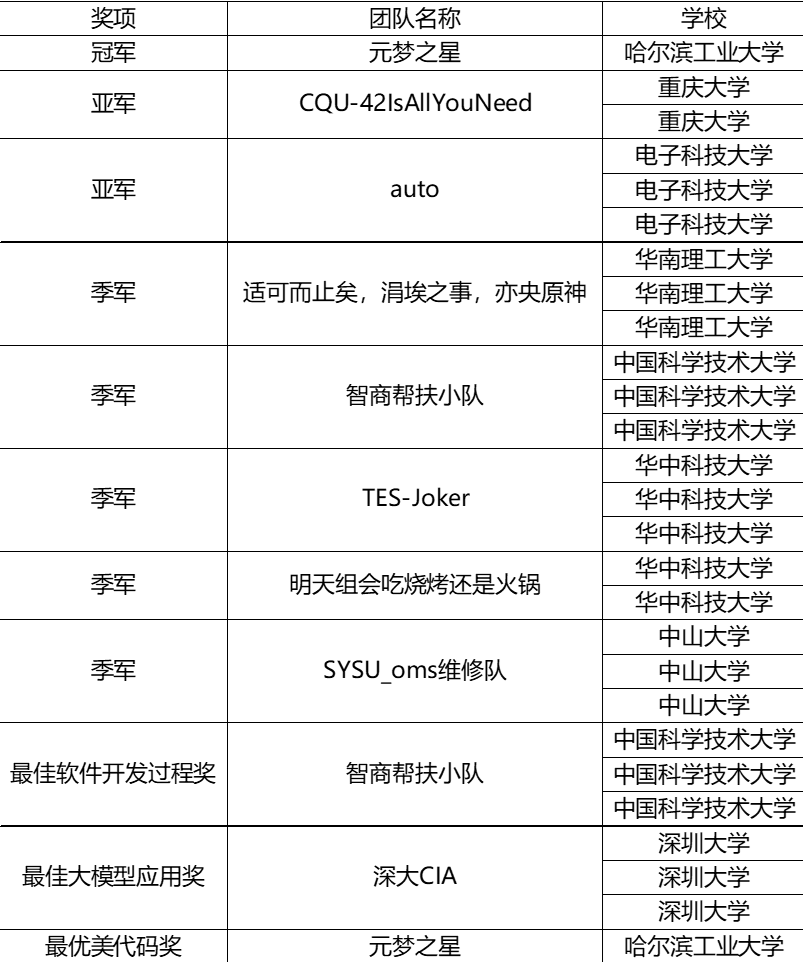 奖项 团队名称 学校
冠军 元梦之星 哈尔滨工业大学
亚军 CQU-42IsAllYouNeed 重庆大学
重庆大学
亚军 auto 电子科技大学
电子科技大学
电子科技大学
季军 适可而止矣，涓埃之事，亦央原神 华南理工大学
华南理工大学
华南理工大学
季军 智商帮扶小队 中国科学技术大学
中国科学技术大学
中国科学技术大学
季军 TES-Joker 华中科技大学
华中科技大学
华中科技大学
季军 明天组会吃烧烤还是火锅 华中科技大学
华中科技大学
季军 SYSU_oms维修队 中山大学
中山大学
中山大学
最佳软件开发过程奖 智商帮扶小队 中国科学技术大学
中国科学技术大学
中国科学技术大学
最佳大模型应用奖 深大CIA 深圳大学
深圳大学
深圳大学
最优美代码奖 元梦之星 哈尔滨工业大学